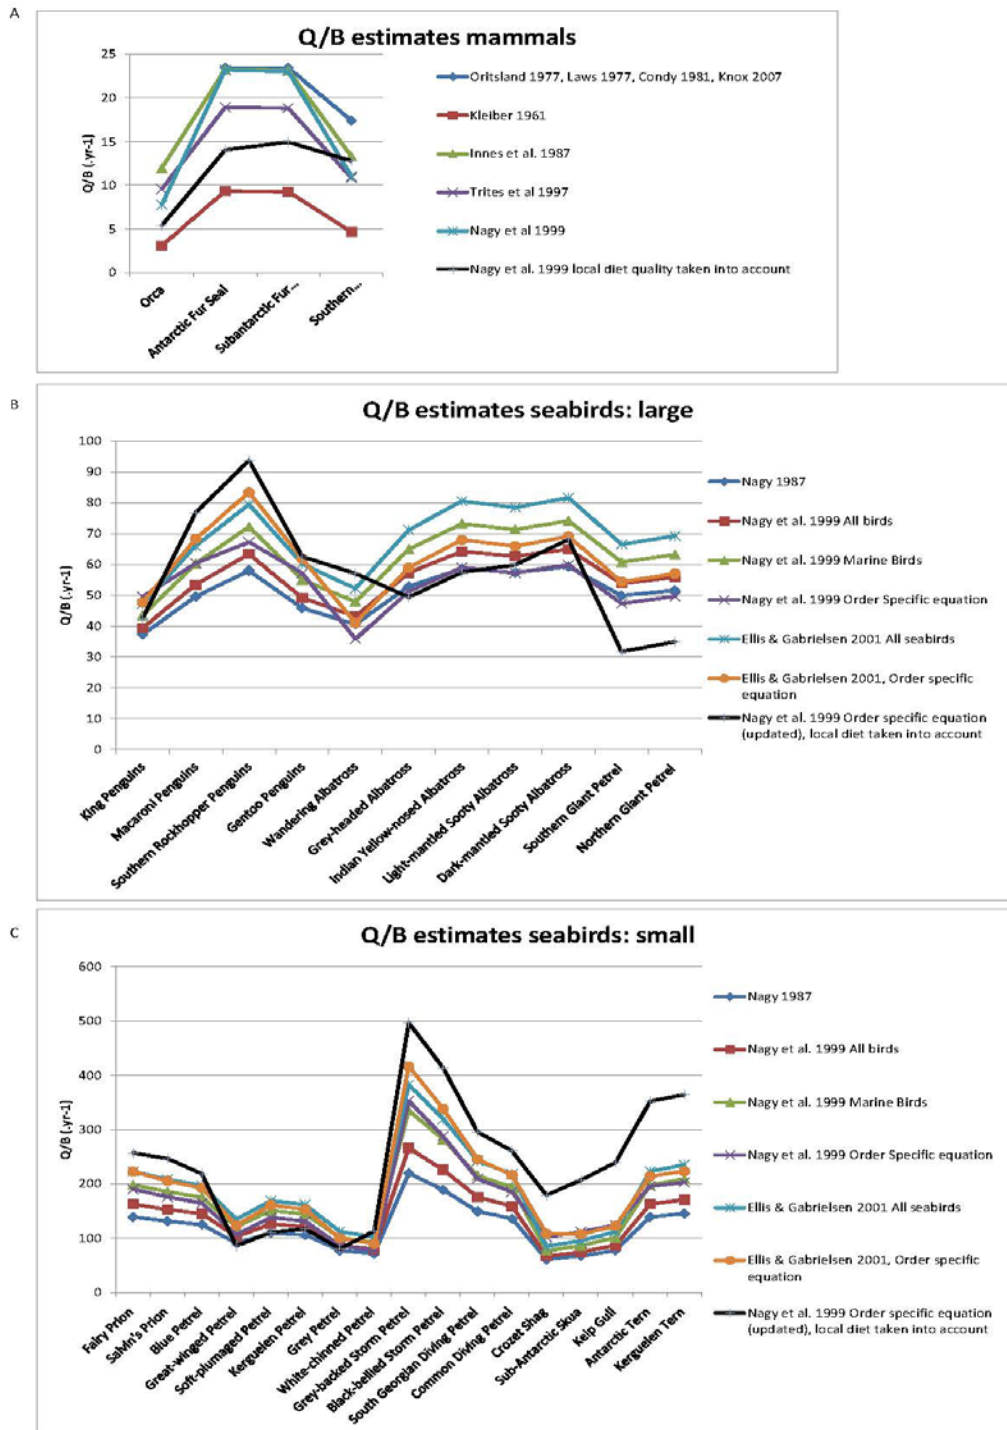 A
Q/B estimates mammals
25
20
15
10
5
0
Q/B (.yr-1)
Orca
Antarctic Fur Seal
Subantarctic Fur...
Southern...
Oritsland 1977, Laws 1977, Condy 1981, Knox 2007
Kleiber 1961
Innes et al. 1987
Trites et al 1997
Nagy et al 1999
Nagy et al. 1999 local diet quality taken into account
B
Q/B estimates seabirds: large
100
90
80
70
60
50
40
30
20
10
0
Q/B (.yr-1)
King Penguins
Macaroni Penguins
Southern Rockhopper Penguins
Gentoo Penguins
Wandering Albatross
Grey-headed Albatross
Indian Yellow-nosed Albatross
Light-mantled Sooty Albatross
Dark-mantled Sooty Albatross
Southern Giant Petrel
Northern Giant Petrel
Nagy 1987
Nagy et al. 1999 All birds
Nagy et al. 1999 Marine Birds
Nagy et al. 1999 Order Specific equation
Ellis & Gabrielsen 2001 All seabirds
Ellis & Gabrielsen 2001, Order specific
equation
Nagy et al. 1999 Order specific equation
(updated), local diet taken into account
C
Q/B estimates seabirds: small
600
500
400
300
200
100
0
Q/B (.yr-1)
Fairy Prion
Salvin's Prion
Blue Petrel
Great-winged Petrel
Soft-plumaged Petrel
Kerguelen Petrel
Grey Petrel
White-chinned Petrel
Grey-backed Storm Petrel
Black-bellied Storm Petrel
South Georgian Diving Petrel
Common Diving Petrel
Crozet Shag
Sub-Antarctic Skua
Kelp Gull
Antarctic Tern
Kerguelen Tern
Nagy 1987
Nagy et al. 1999 All birds
Nagy et al. 1999 Marine Birds
Nagy et al. 1999 Order Specific equation
Ellis & Gabrielsen 2001 All seabirds
Ellis & Gabrielsen 2001, Order specific
equation
Nagy et al. 1999 Order specific equation
(updated), local diet taken into account